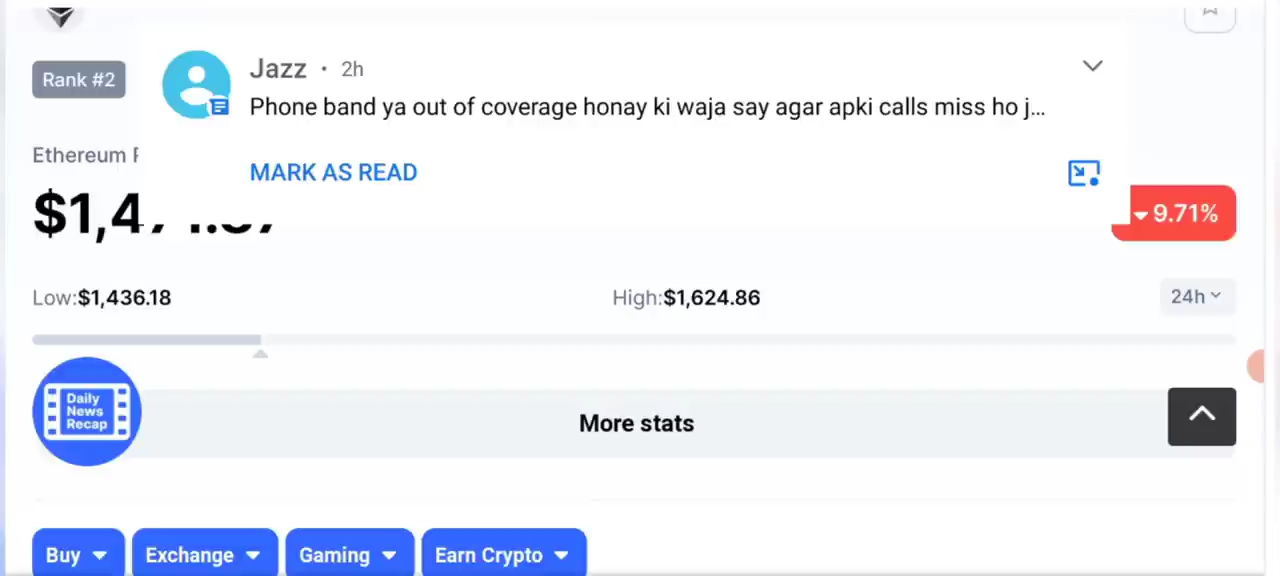 Rank #2
Jazz · 2h
Phone band ya out of coverage honay ki waja say agar apki calls miss ho j...
Ethereum
MARK AS READ
9.71%
Low:$1,436.18
High:$1,624.86
24h
Daily
News
Recap
More stats
Buy
Exchange
Gaming
Earn Crypto